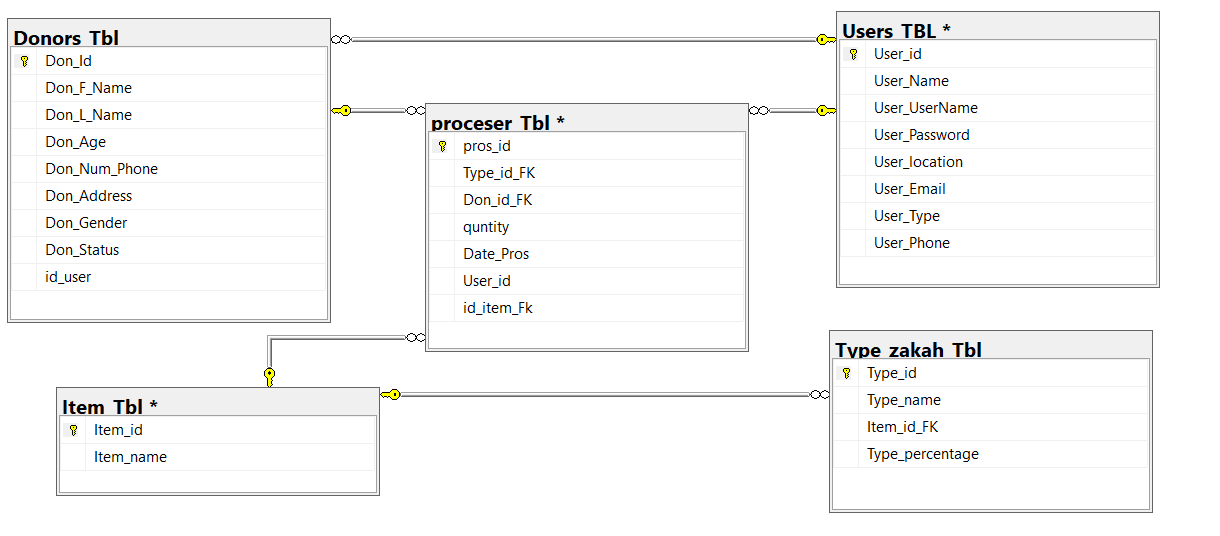 Donors_Tbl
Don_Id
Don_F_Name
Don_L_Name
Don_Age
Don_Num_Phone
Don_Address
Don_Gender
Don_Status
id_user
proceser_Tbl *
pros_id
Type_id_FK
Don_id_FK
quntity
Date_Pros
User_id
id_item_Fk
Users_TBL *
User_id
User_Name
User_UserName
User_Password
User_location
User_Email
User_Type
User_Phone
Item_Tbl *
Item_id
Item_name
Type_zakah_Tbl
Type_id
Type_name
Item_id_FK
Type_percentage